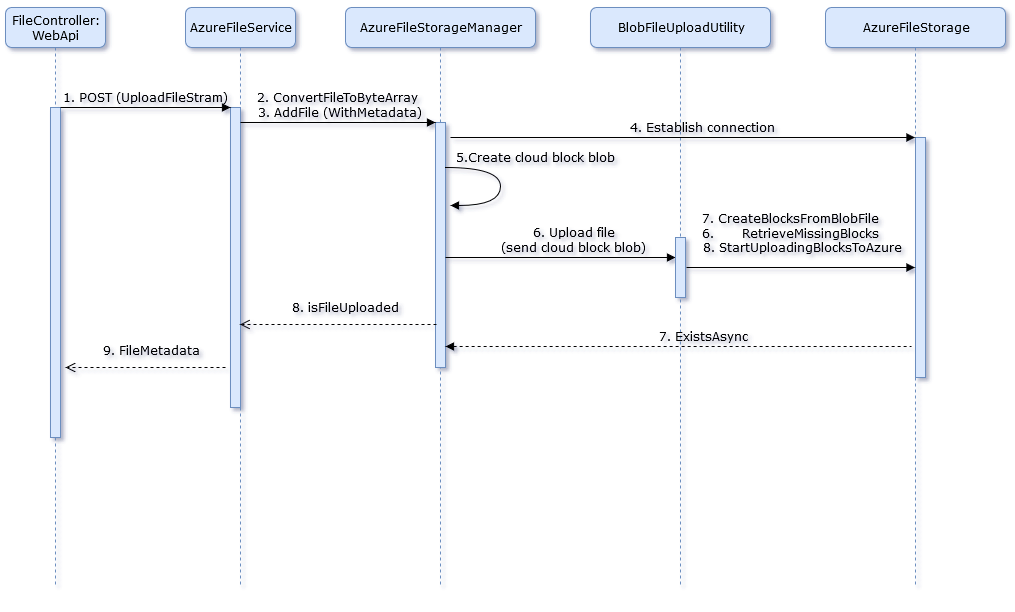 FileController:
WebApi
AzureFileService
AzureFileStorageManager
BlobFileUploadUtility
AzureFileStorage
1. POST (UploadFileStram)
2. ConvertFileToByteArray
3. AddFile (WithMetadata)
4. Establish connection
5.Create cloud block blob
6. Upload file
(send cloud block blob)
7. CreateBlocksFromBlobFile
6. RetrieveMissingBlocks
8. StartUploadingBlocksToAzure
8. isFileUploaded
7. ExistsAsync
9. FileMetadata